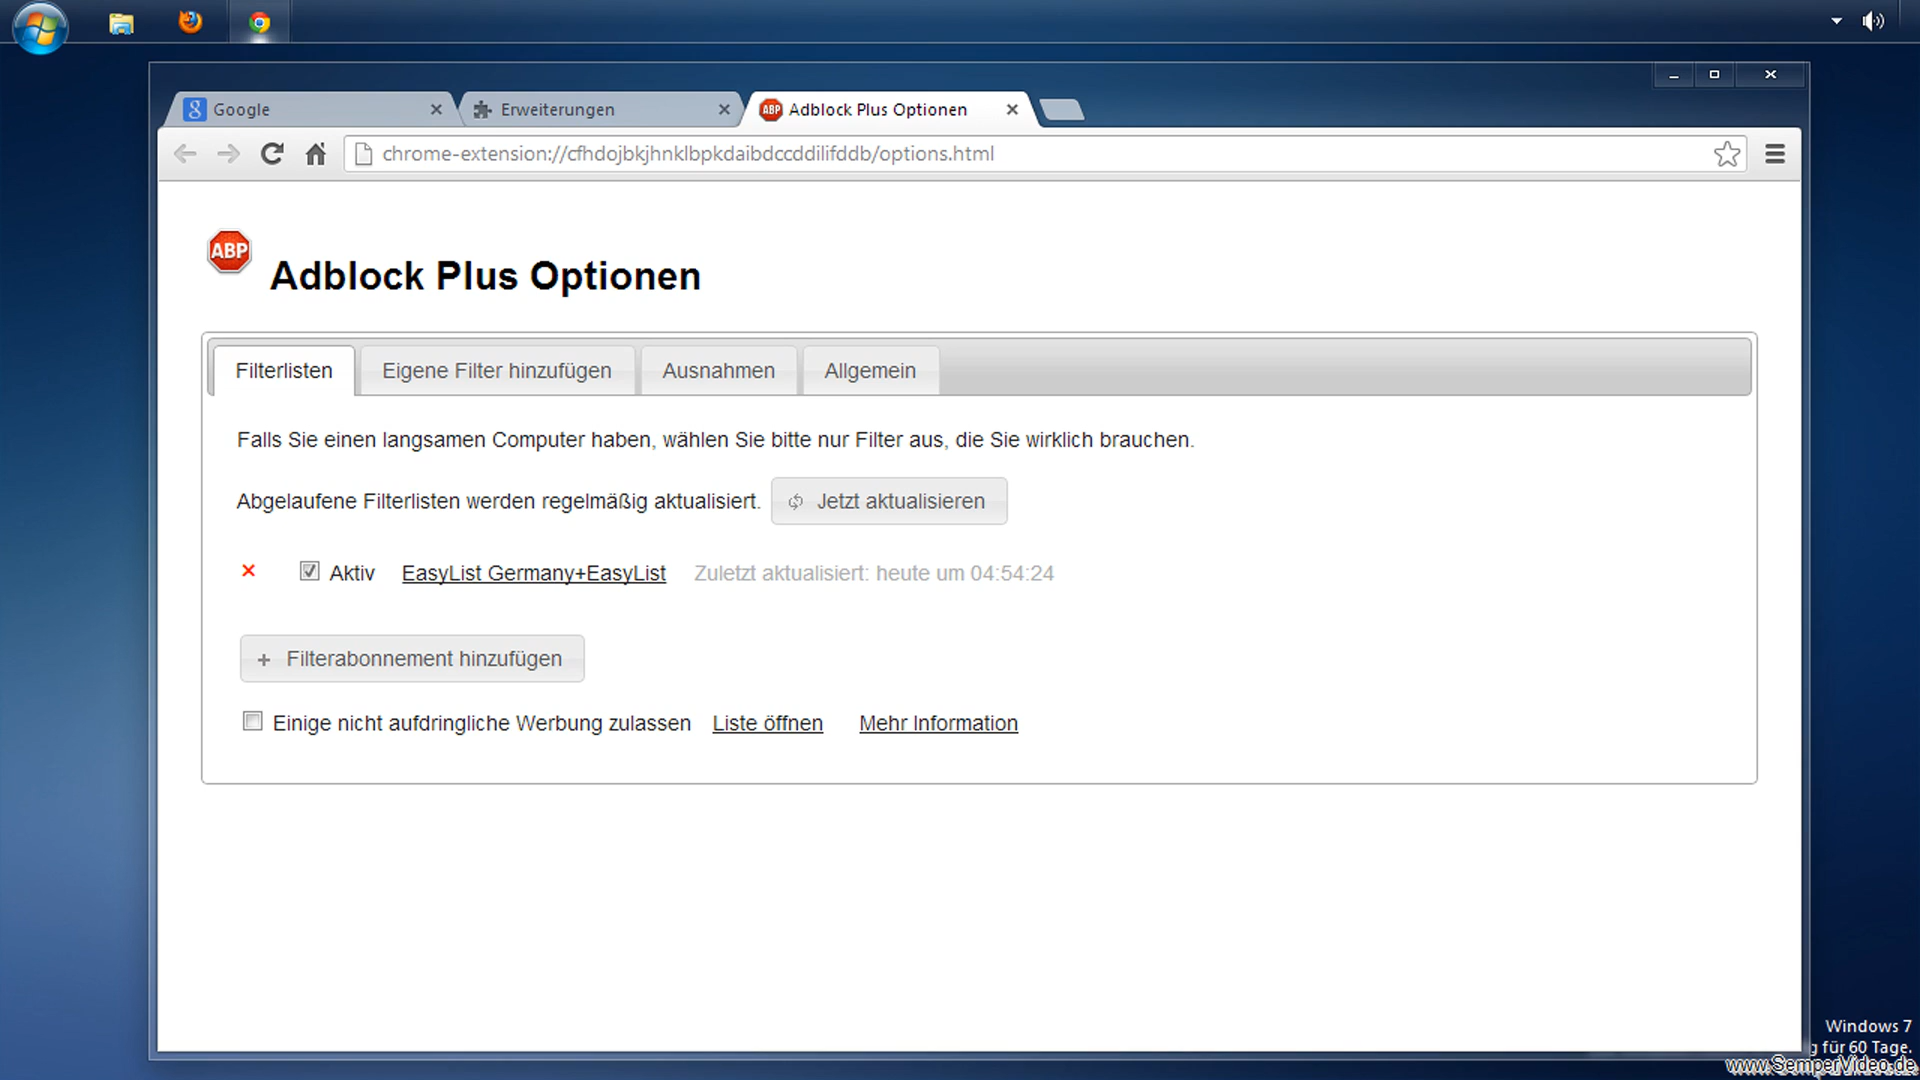 Google
Erweiterungen
ABP Adblock Plus Optionen
chrome-extension://cfhdojbkjhnklbpkdaibdccddilifddb/options.html
ABP
Adblock Plus Optionen
Filterlisten
Eigene Filter hinzufügen
Ausnahmen
Allgemein
Falls Sie einen langsamen Computer haben, wählen Sie bitte nur Filter aus, die Sie wirklich brauchen.
Abgelaufene Filterlisten werden regelmäßig aktualisiert. Jetzt aktualisieren
Aktiv EasyList Germany+EasyList Zuletzt aktualisiert: heute um 04:54:24
Filterabonnement hinzufügen
Einige nicht aufdringliche Werbung zulassen Liste öffnen Mehr Information
Windows 7
für 60 Tage.
www.SemperVideo.de